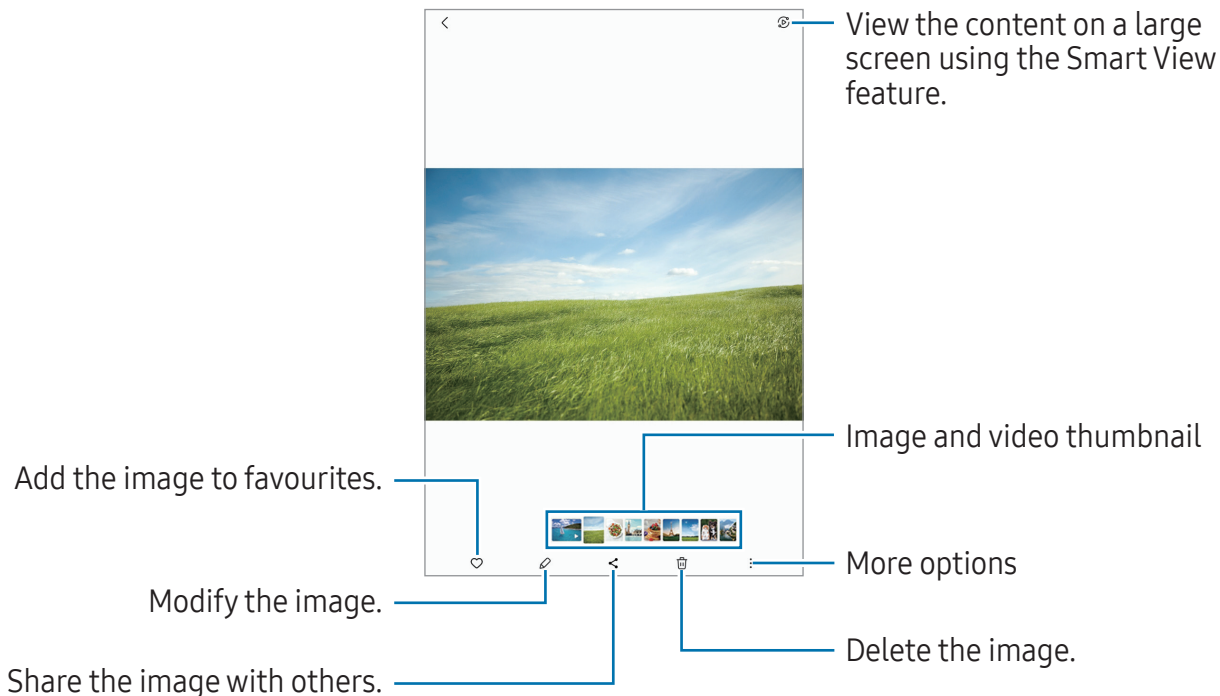 View the content on a large
screen using the Smart View
feature.
Image and video thumbnail
Add the image to favourites.
More options
Modify the image.
Delete the image.
Share the image with others.